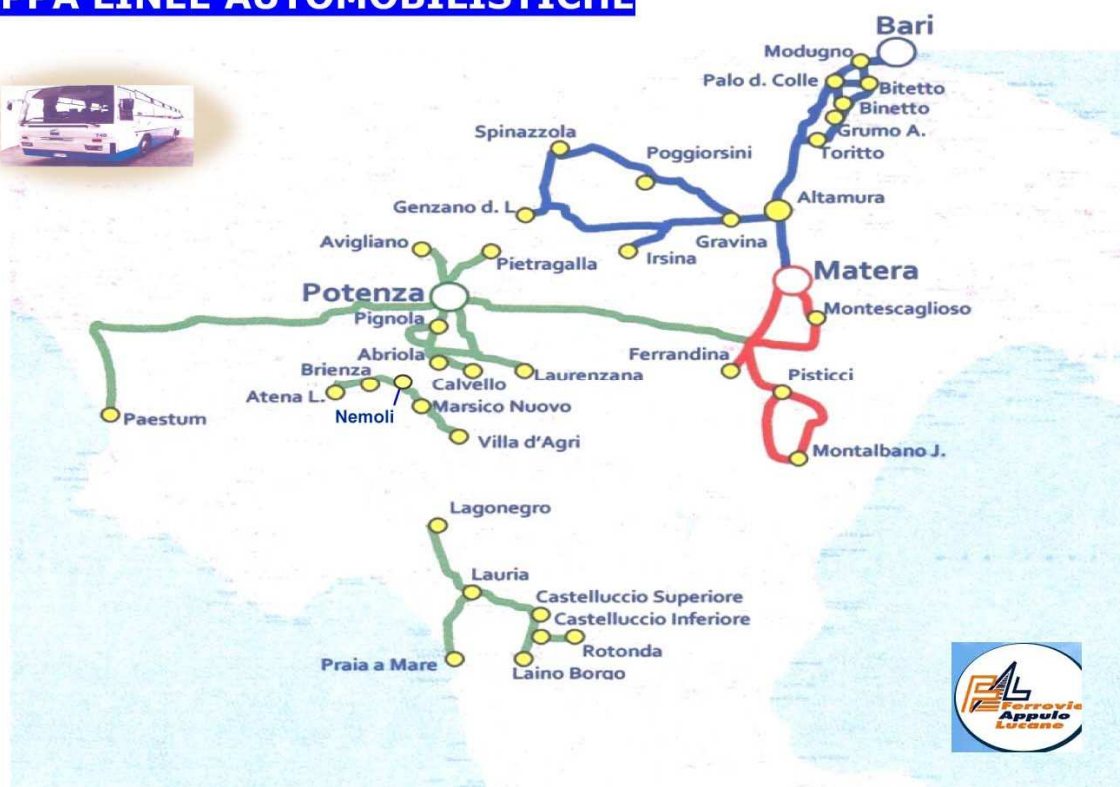 PPA LINEE AUTOMOBILISTICHE
Bari
Modugno
Palo d. Colle
Bitetto
Binetto
Grumo A.
Toritto
Spinazzola
Poggiorsini
Altamura
Genzano d. L.
Gravina
Irsina
Avigliano
Pietragalla
Matera
Potenza
Montescaglioso
Pignola
Abriola
Ferrandina
Brienza
Calvello
Laurenzana
Pisticci
Atena L.
Nemoli
Marsico Nuovo
Paestum
Villa d'Agri
Montalbano J.
Lagonegro
Lauria
Castelluccio Superiore
Castelluccio Inferiore
Rotonda
Praia a Mare
Laino Borgo
FAL
Ferrovie
Appulo
Lucane